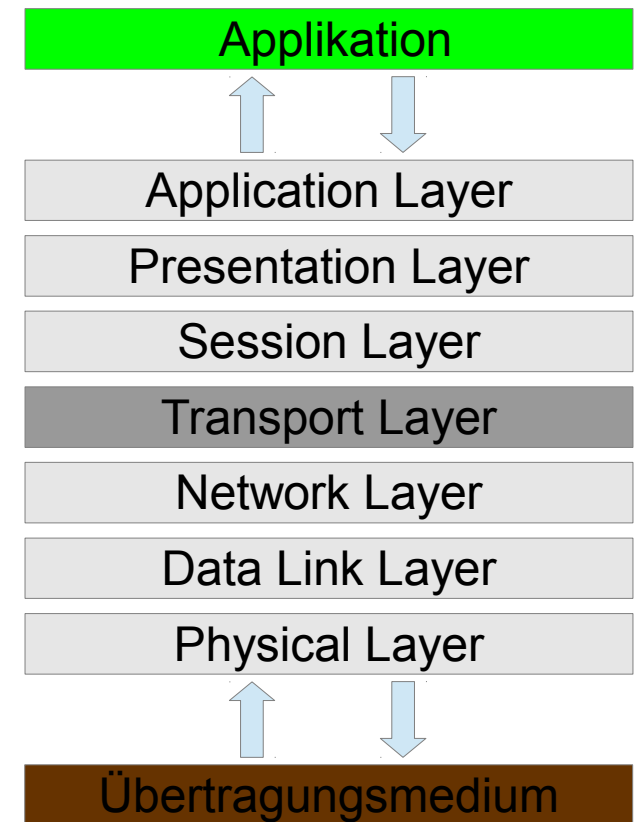 Applikation
Application Layer
Presentation Layer
Session Layer
Transport Layer
Network Layer
Data Link Layer
Physical Layer
Übertragungsmedium